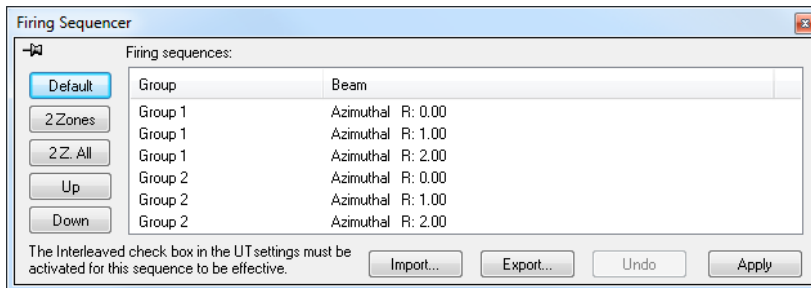 Firing Sequencer
Firing sequences:
Default
2 Zones
2 Z. All
Up
Down
Group Beam
Group 1 Azimuthal R: 0.00
Group 1 Azimuthal R: 1.00
Group 1 Azimuthal R: 2.00
Group 2 Azimuthal R: 0.00
Group 2 Azimuthal R: 1.00
Group 2 Azimuthal R: 2.00
The Interleaved check box in the UT settings must be
activated for this sequence to be effective.
Import... Export... Undo Apply